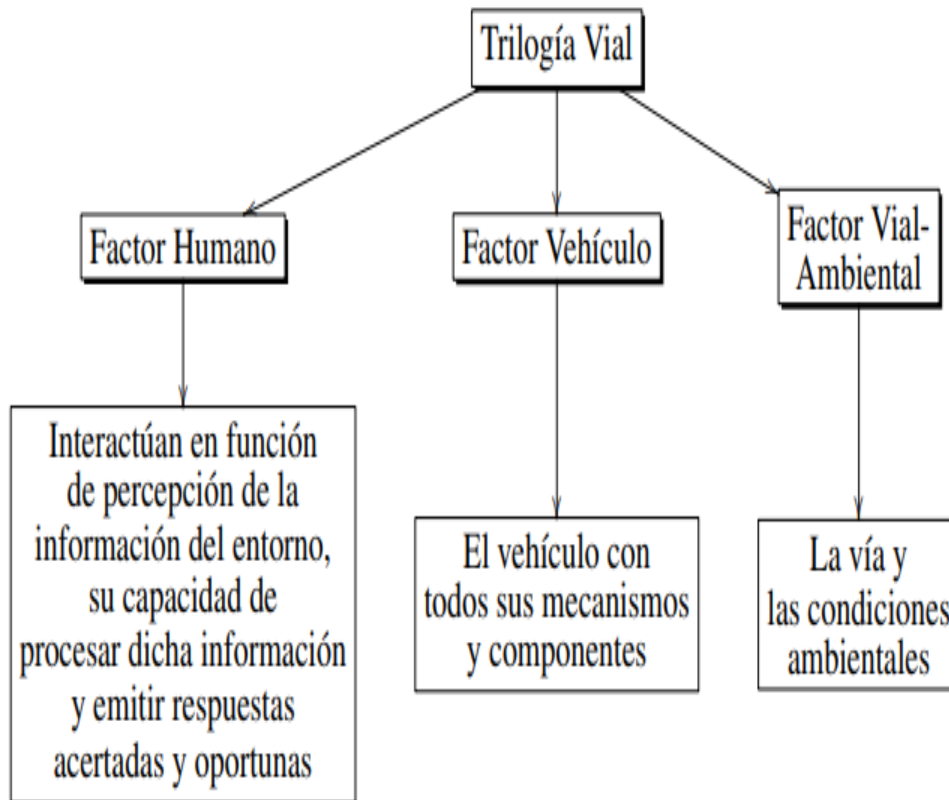 Trilogía Vial
Factor Humano
Factor Vehículo
Factor Vial-
Ambiental
Interactúan en función
de percepción de la
información del entorno,
su capacidad de
procesar dicha información
y emitir respuestas
acertadas y oportunas
El vehículo con
todos sus mecanismos
y componentes
La vía y
las condiciones
ambientales